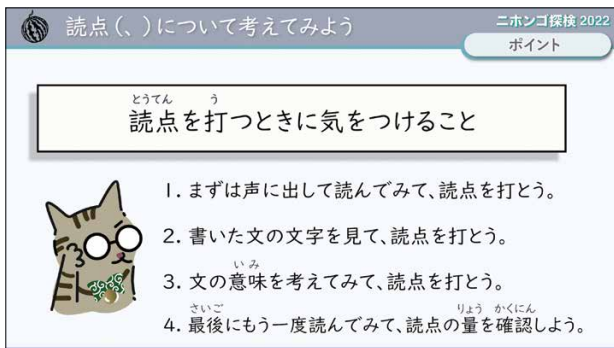 読点（、）について考えてみよう
ニホンゴ探検 2022
ポイント
とうてん う
読点を打つときに気をつけること
1. まずは声に出して読んでみて、読点を打とう。
2. 書いた文の文字を見て、読点を打とう。
いみ
3. 文の意味を考えてみて、読点を打とう。
さいご りょう かくにん
4. 最後にもう一度読んでみて、読点の量を確認しよう。